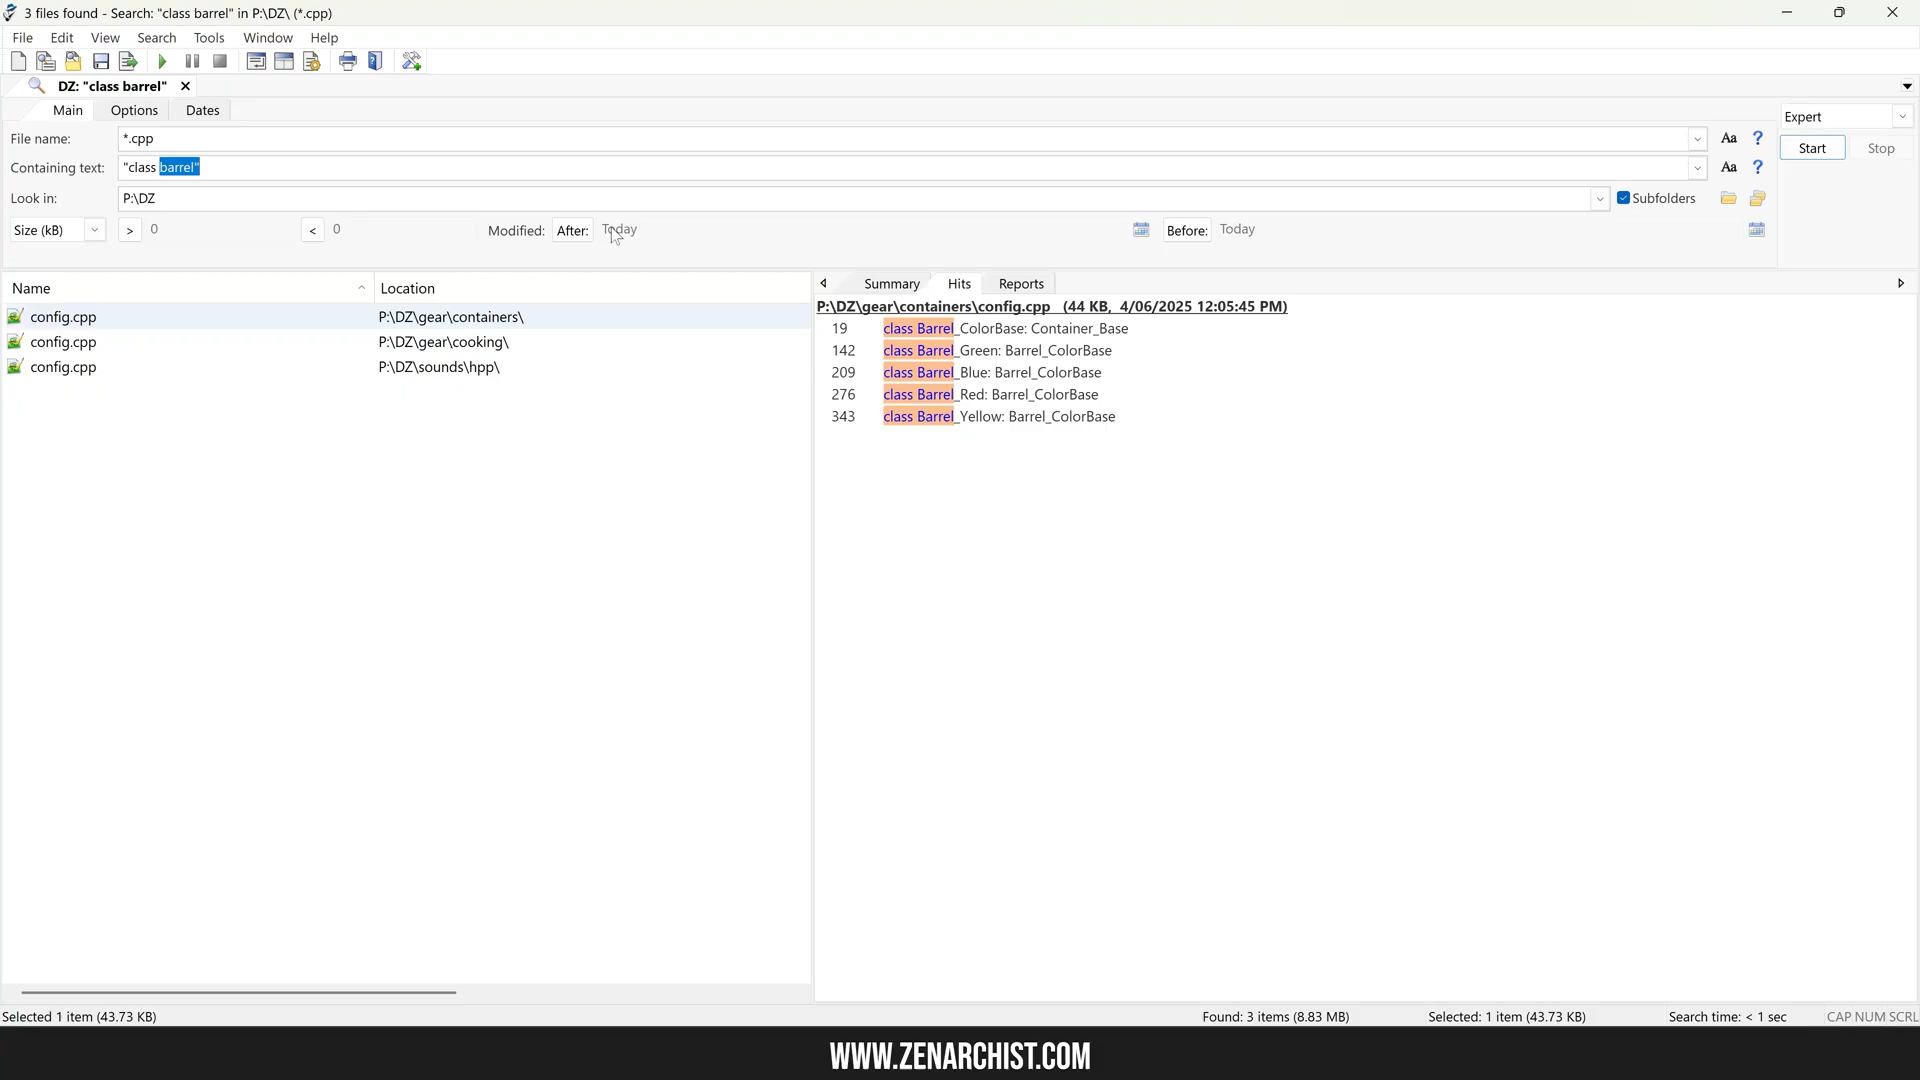 3 files found - Search: "class barrel" in P:\DZ\ (*.cpp)
File Edit View Search Tools Window Help
DZ: "class barrel"
Main Options Dates
Expert
File name: *.cpp Aa ?
Start Stop
Containing text: "class barrel" Aa ?
Look in: P:\DZ Subfolders
Size (kB) > 0 < 0 Modified: After: Today Before: Today
Name Location
Summary Hits Reports
config.cpp P:\DZ\gear\containers\
config.cpp P:\DZ\gear\cooking\
config.cpp P:\DZ\sounds\hpp\
P:\DZ\gear\containers\config.cpp (44 KB, 4/06/2025 12:05:45 PM)
19 class Barrel_ColorBase: Container_Base
142 class Barrel_Green: Barrel_ColorBase
209 class Barrel_Blue: Barrel_ColorBase
276 class Barrel_Red: Barrel_ColorBase
343 class Barrel_Yellow: Barrel_ColorBase
Selected 1 item (43.73 KB) Found: 3 items (8.83 MB) Selected: 1 item (43.73 KB) Search time: < 1 sec CAP NUM SCRL
WWW.ZENARCHIST.COM